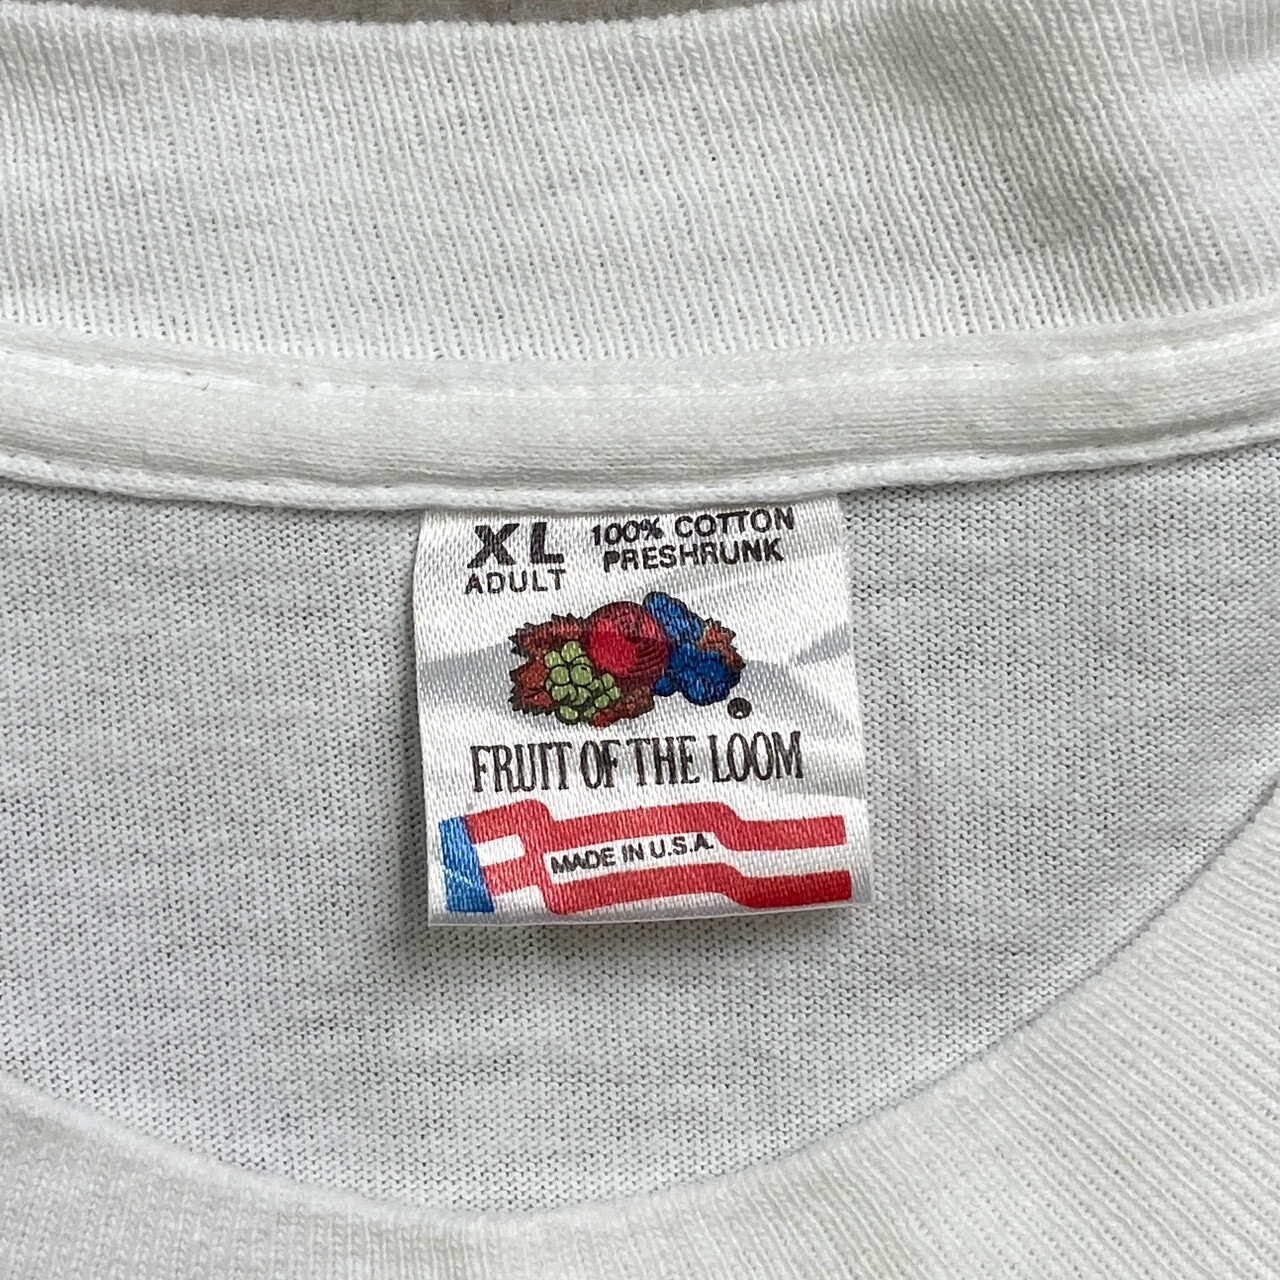 XL 100% COTTON
ADULT PRESHRUNK
®
FRUIT OF THE LOOM
MADE IN U.S.A.